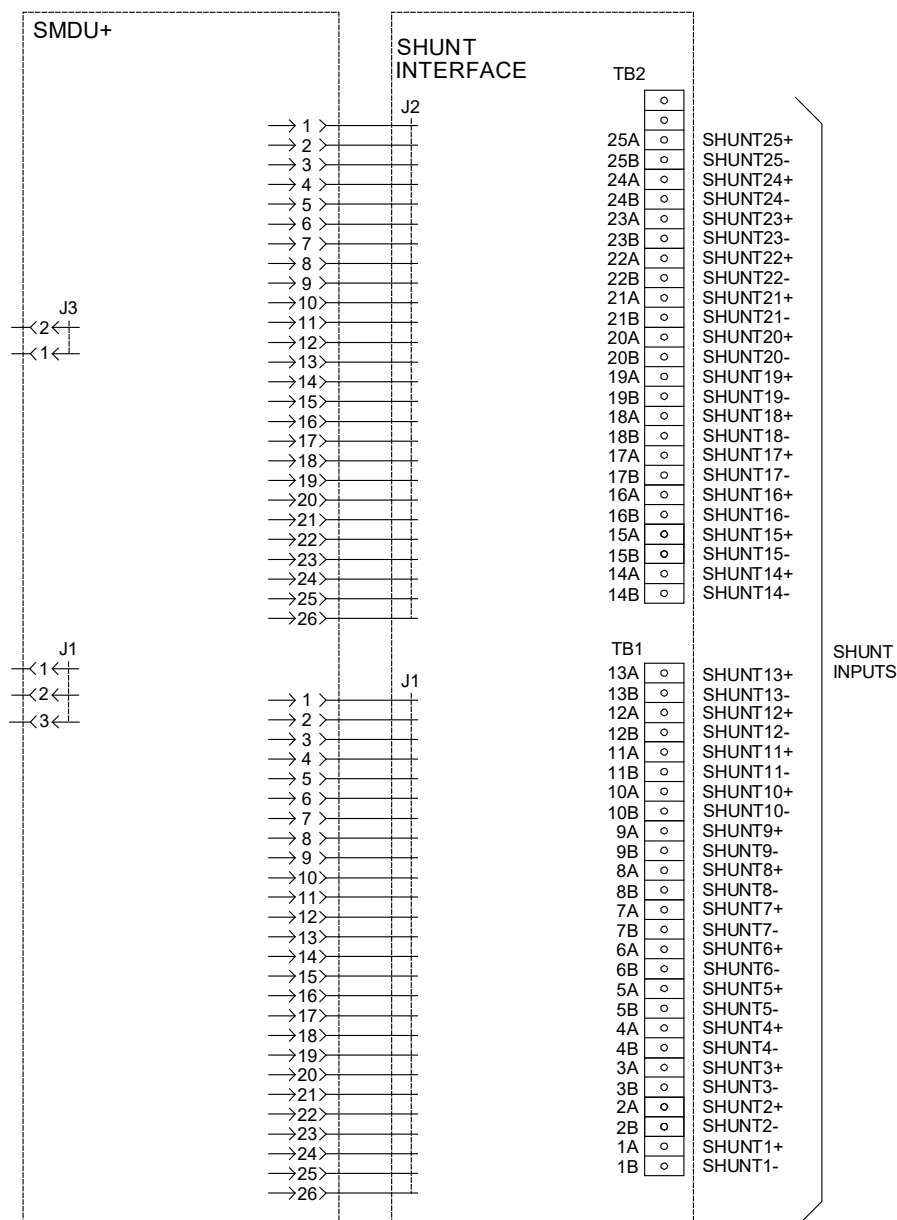 SMDU+
SHUNT
INTERFACE
TB2
J2
1
2
3
4
5
6
7
8
9
10
11
12
13
14
15
16
17
18
19
20
21
22
23
24
25
26
25A SHUNT25+
25B SHUNT25-
24A SHUNT24+
24B SHUNT24-
23A SHUNT23+
23B SHUNT23-
22A SHUNT22+
22B SHUNT22-
21A SHUNT21+
21B SHUNT21-
20A SHUNT20+
20B SHUNT20-
19A SHUNT19+
19B SHUNT19-
18A SHUNT18+
18B SHUNT18-
17A SHUNT17+
17B SHUNT17-
16A SHUNT16+
16B SHUNT16-
15A SHUNT15+
15B SHUNT15-
14A SHUNT14+
14B SHUNT14-
J3
2
1
J1
1
2
3
J1
1
2
3
4
5
6
7
8
9
10
11
12
13
14
15
16
17
18
19
20
21
22
23
24
25
26
TB1
13A SHUNT13+
13B SHUNT13-
12A SHUNT12+
12B SHUNT12-
11A SHUNT11+
11B SHUNT11-
10A SHUNT10+
10B SHUNT10-
9A SHUNT9+
9B SHUNT9-
8A SHUNT8+
8B SHUNT8-
7A SHUNT7+
7B SHUNT7-
6A SHUNT6+
6B SHUNT6-
5A SHUNT5+
5B SHUNT5-
4A SHUNT4+
4B SHUNT4-
3A SHUNT3+
3B SHUNT3-
2A SHUNT2+
2B SHUNT2-
1A SHUNT1+
1B SHUNT1-
SHUNT
INPUTS